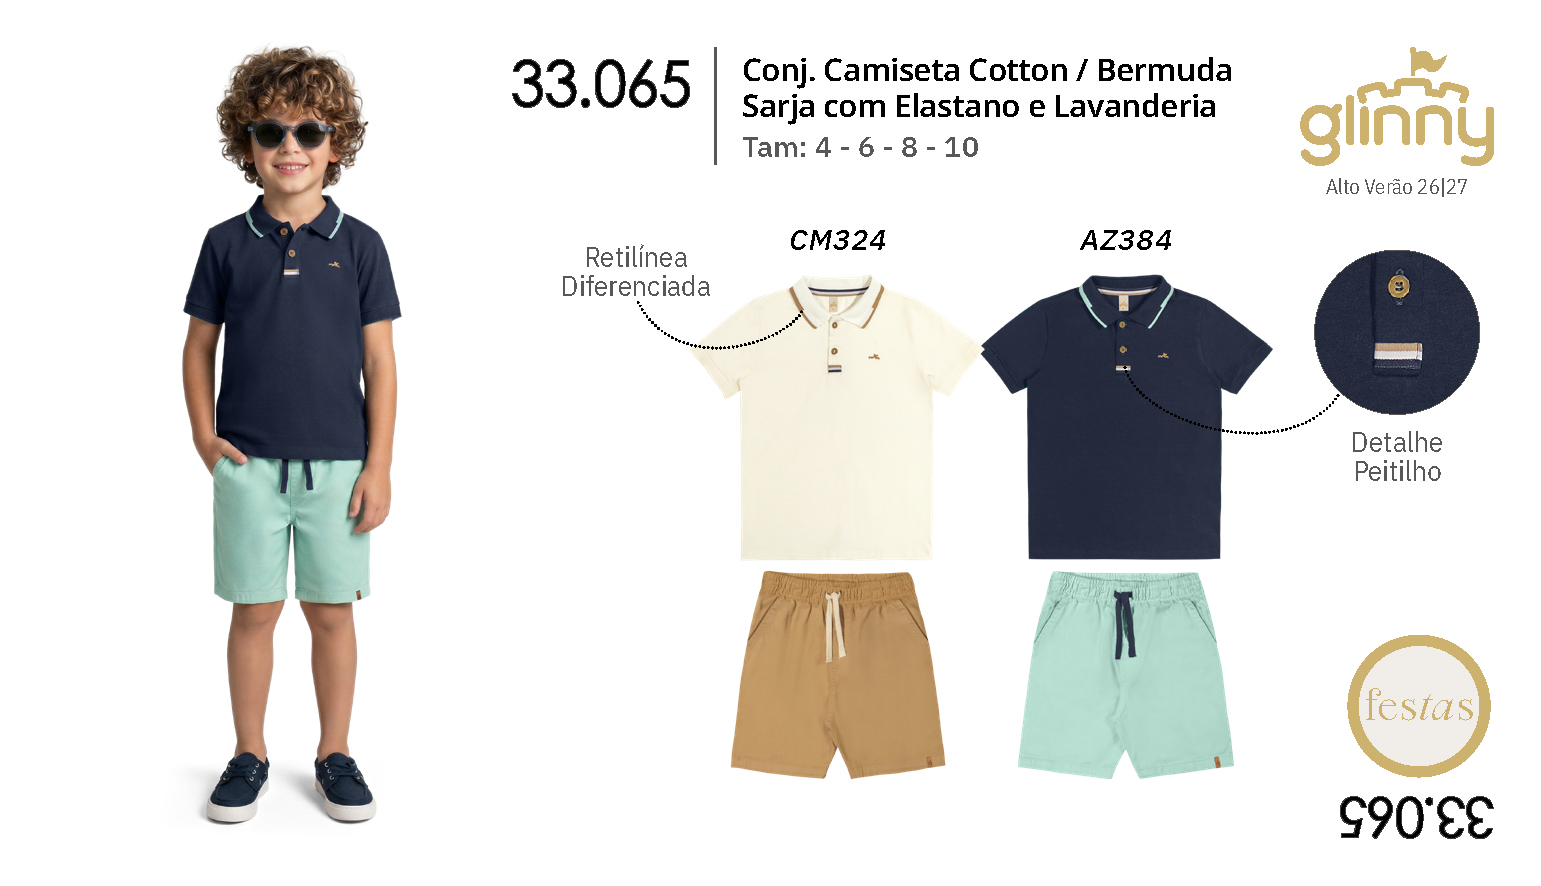 33.065
Conj. Camiseta Cotton / Bermuda
Sarja com Elastano e Lavanderia
Tam: 4 - 6 - 8 - 10
glinny
Alto Verão 26|27
Retilínea
Diferenciada
CM324
AZ384
Detalhe
Peitilho
festas
33.065